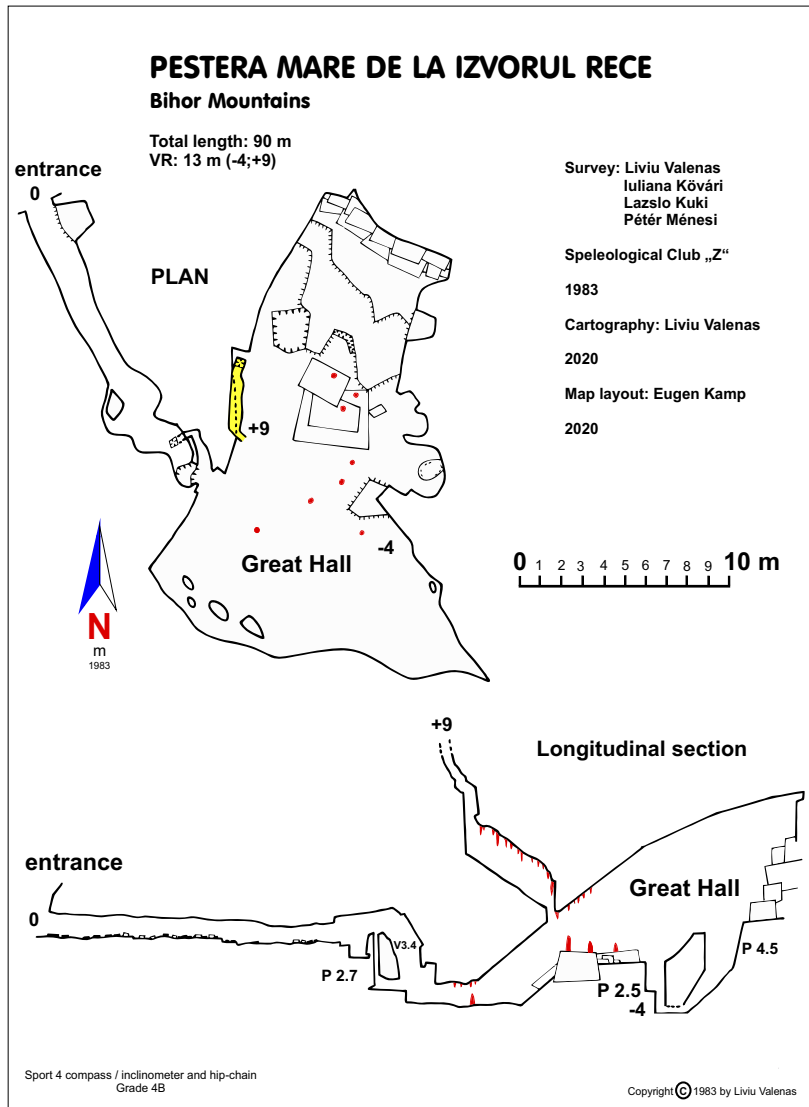 PESTERA MARE DE LA IZVORUL RECE
Bihor Mountains
Total length: 90 m
VR: 13 m (-4;+9)
entrance
0
PLAN
Survey: Liviu Valenas
Iuliana Kövári
Lazslo Kuki
Pétér Ménesi
Speleological Club „Z“
1983
Cartography: Liviu Valenas
2020
Map layout: Eugen Kamp
2020
+9
-4
Great Hall
0 1 2 3 4 5 6 7 8 9 10 m
N
m
1983
+9
Longitudinal section
entrance
0
Great Hall
V3.4
P 2.7
P 4.5
P 2.5
-4
Sport 4 compass / inclinometer and hip-chain
Grade 4B
Copyright © 1983 by Liviu Valenas